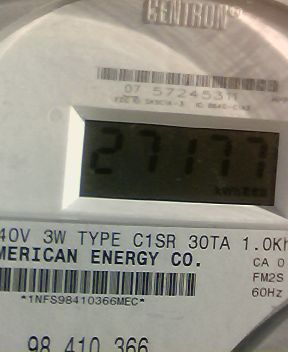 CENTRON®
07 57245311
27177
40V 3W TYPE C1SR 30TA 1.0Kh
MERICAN ENERGY CO.
CA 0
FM2S
*1NFS98410366MEC*
60Hz
98 410 366